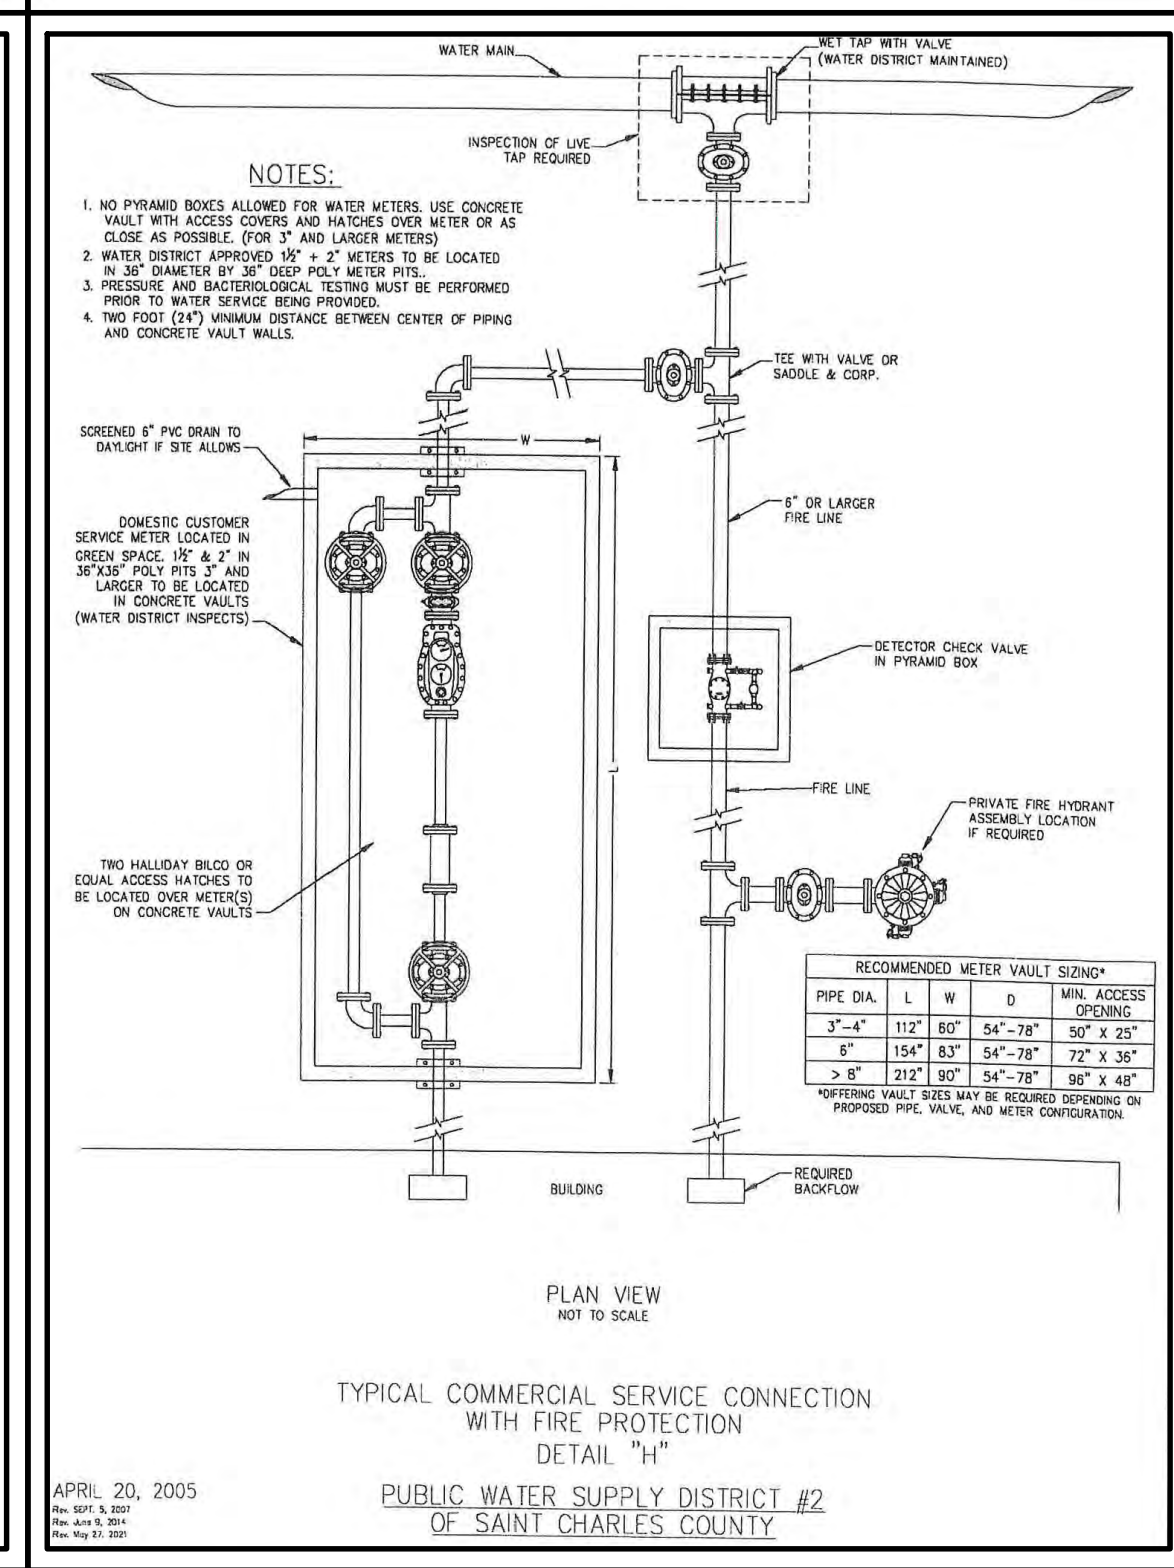 WATER MAIN
WET TAP WITH VALVE
(WATER DISTRICT MAINTAINED)
INSPECTION OF LIVE
TAP REQUIRED
NOTES:
1. NO PYRAMID BOXES ALLOWED FOR WATER METERS. USE CONCRETE
VAULT WITH ACCESS COVERS AND HATCHES OVER METER OR AS
CLOSE AS POSSIBLE. (FOR 3" AND LARGER METERS)
2. WATER DISTRICT APPROVED 1½" + 2" METERS TO BE LOCATED
IN 36" DIAMETER BY 36" DEEP POLY METER PITS..
3. PRESSURE AND BACTERIOLOGICAL TESTING MUST BE PERFORMED
PRIOR TO WATER SERVICE BEING PROVIDED.
4. TWO FOOT (24") MINIMUM DISTANCE BETWEEN CENTER OF PIPING
AND CONCRETE VAULT WALLS.
TEE WITH VALVE OR
SADDLE & CORP.
SCREENED 6" PVC DRAIN TO
DAYLIGHT IF SITE ALLOWS
W
6" OR LARGER
FIRE LINE
DOMESTIC CUSTOMER
SERVICE METER LOCATED IN
GREEN SPACE. 1½" & 2" IN
36"X36" POLY PITS 3" AND
LARGER TO BE LOCATED
IN CONCRETE VAULTS
(WATER DISTRICT INSPECTS)
DETECTOR CHECK VALVE
IN PYRAMID BOX
L
FIRE LINE
PRIVATE FIRE HYDRANT
ASSEMBLY LOCATION
IF REQUIRED
TWO HALLIDAY BILCO OR
EQUAL ACCESS HATCHES TO
BE LOCATED OVER METER(S)
ON CONCRETE VAULTS
RECOMMENDED METER VAULT SIZING*
PIPE DIA. L W D MIN. ACCESS OPENING
3"-4" 112" 60" 54"-78" 50" X 25"
6" 154" 83" 54"-78" 72" X 36"
> 8" 212" 90" 54"-78" 96" X 48"
*DIFFERING VAULT SIZES MAY BE REQUIRED DEPENDING ON
PROPOSED PIPE, VALVE, AND METER CONFIGURATION.
BUILDING
REQUIRED
BACKFLOW
PLAN VIEW
NOT TO SCALE
TYPICAL COMMERCIAL SERVICE CONNECTION
WITH FIRE PROTECTION
DETAIL "H"
PUBLIC WATER SUPPLY DISTRICT #2
OF SAINT CHARLES COUNTY
APRIL 20, 2005
Rev. SEPT. 5, 2007
Rev. June 9, 2014
Rev. May 27, 2021